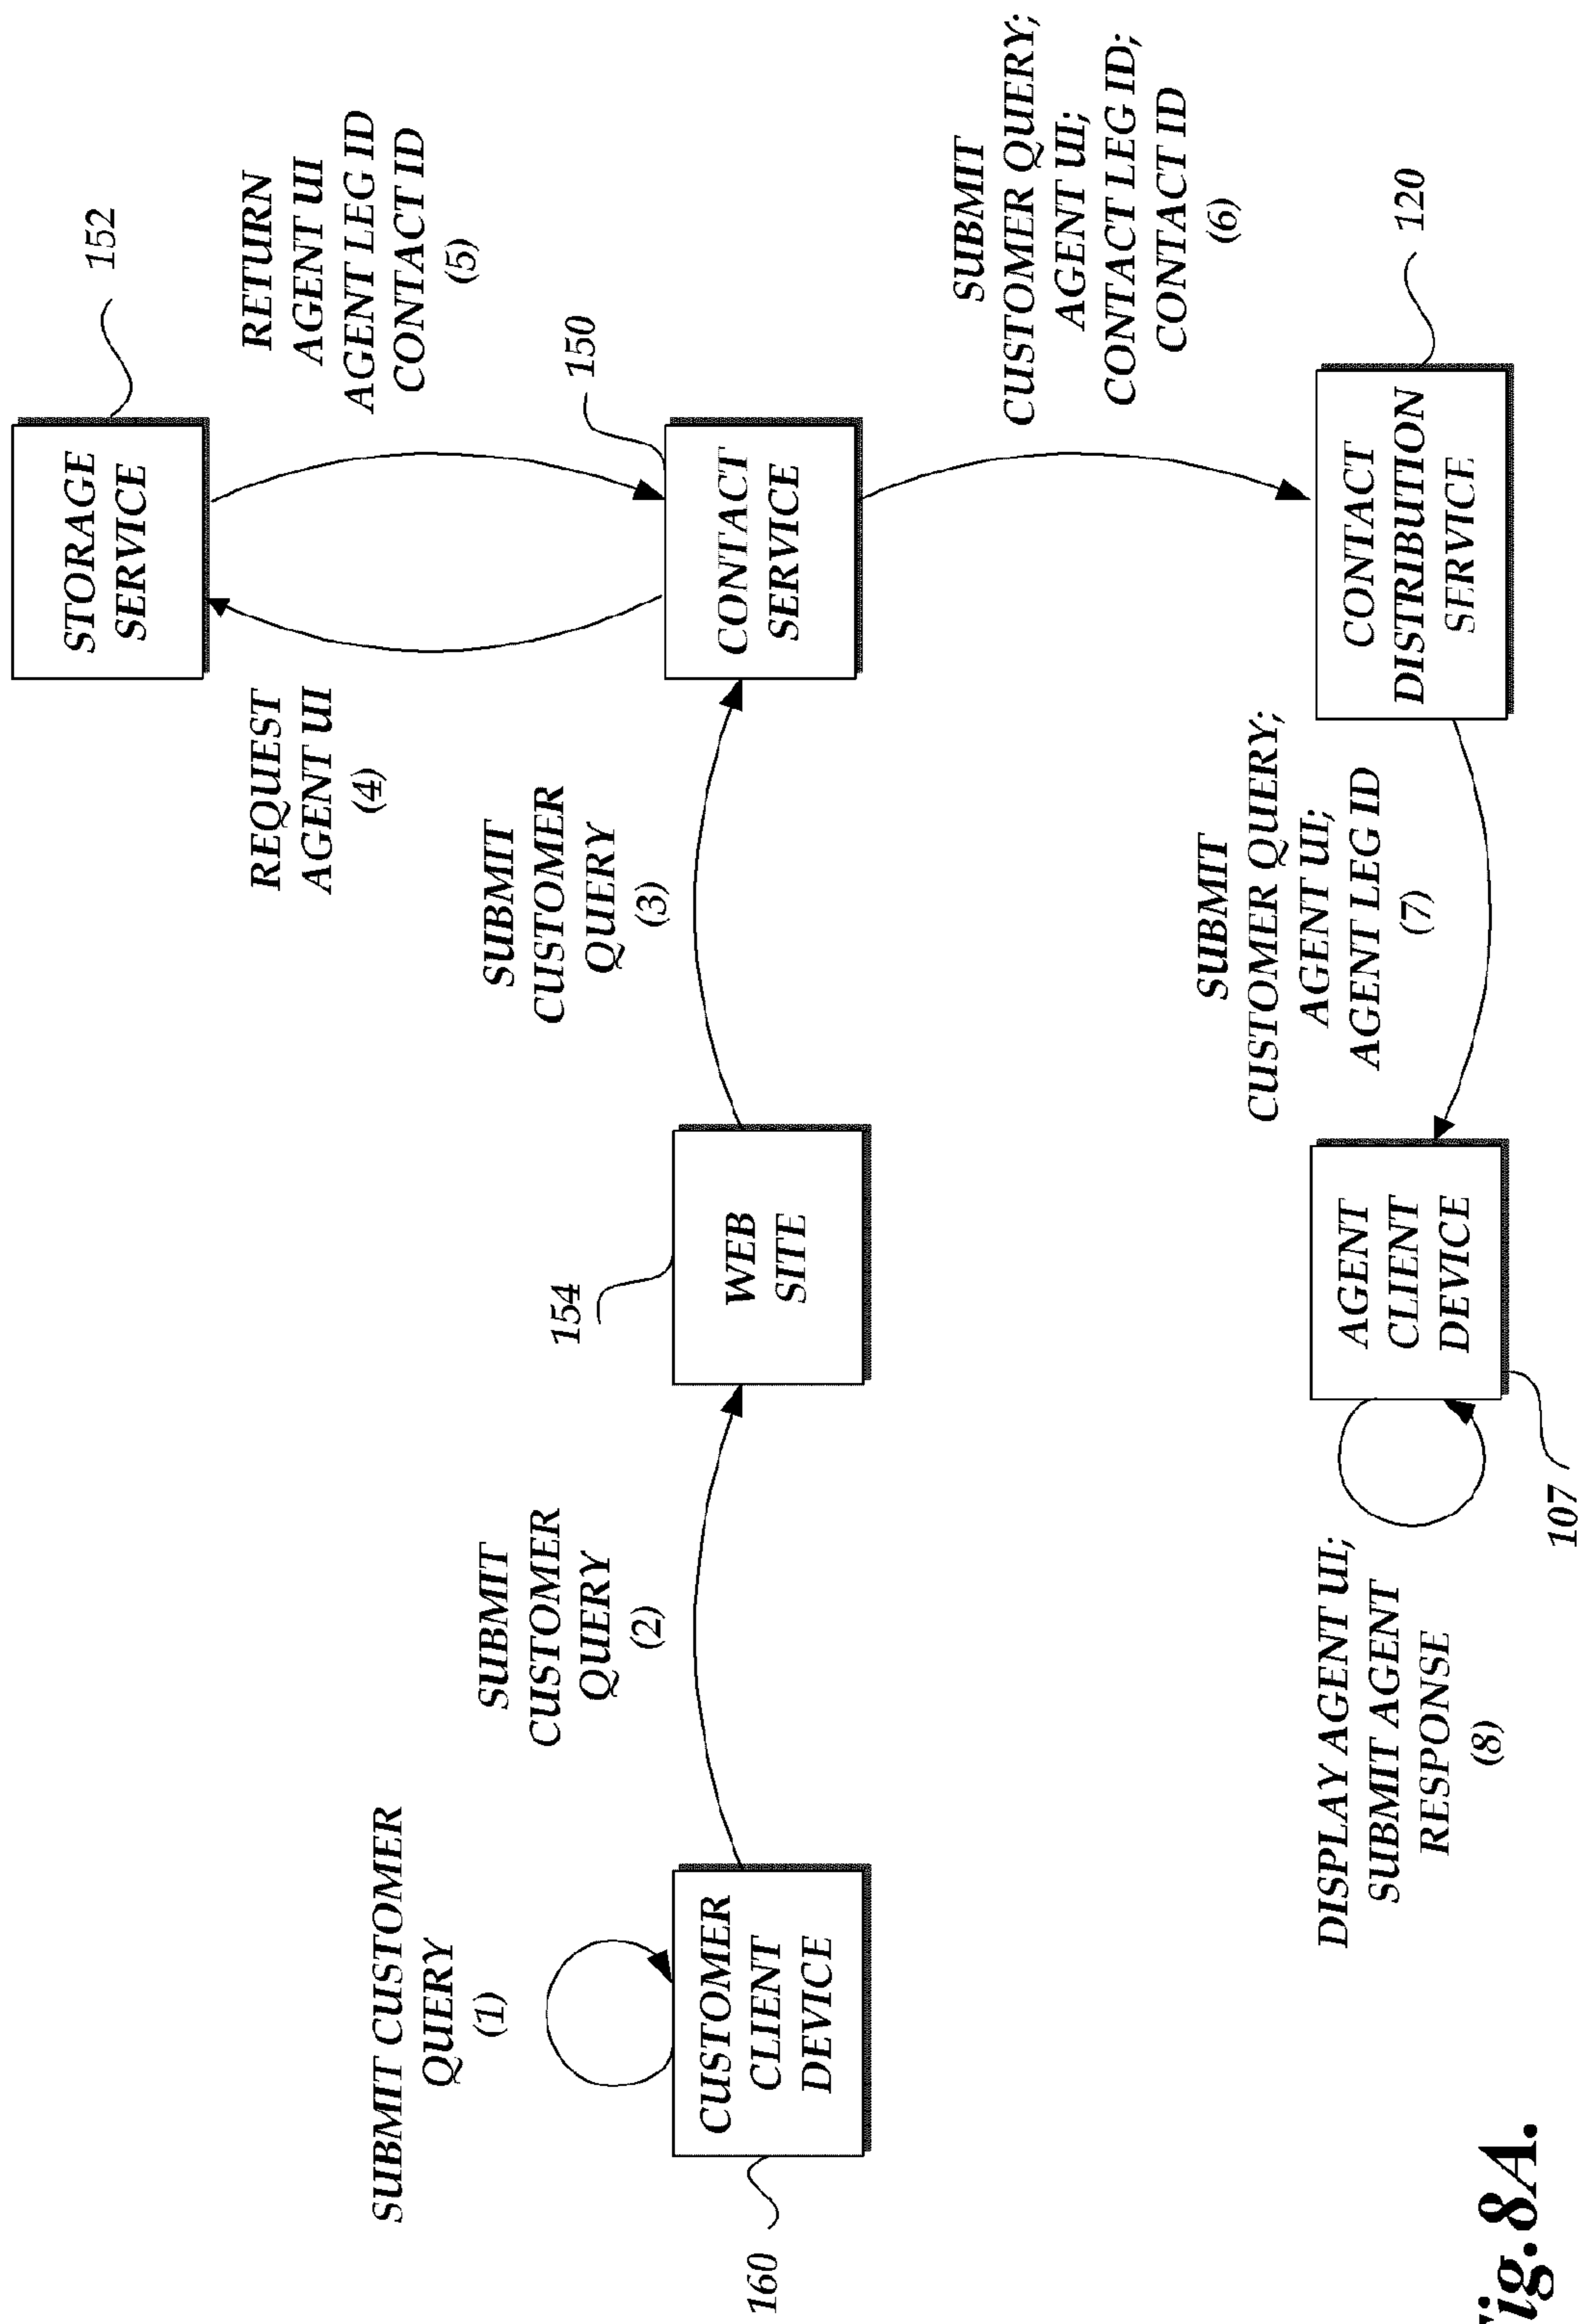 SUBMIT CUSTOMER
QUERY
(1)
160
CUSTOMER
CLIENT
DEVICE
SUBMIT
CUSTOMER
QUERY
(2)
154
WEB
SITE
SUBMIT
CUSTOMER
QUERY
(3)
150
CONTACT
SERVICE
REQUEST
AGENT UI
(4)
152
STORAGE
SERVICE
RETURN
AGENT UI
AGENT LEG ID
CONTACT ID
(5)
SUBMIT
CUSTOMER QUERY;
AGENT UI;
CONTACT LEG ID;
CONTACT ID
(6)
120
CONTACT
DISTRIBUTION
SERVICE
SUBMIT
CUSTOMER QUERY;
AGENT UI;
AGENT LEG ID
(7)
AGENT
CLIENT
DEVICE
107
DISPLAY AGENT UI;
SUBMIT AGENT
RESPONSE
(8)
Fig.8A.